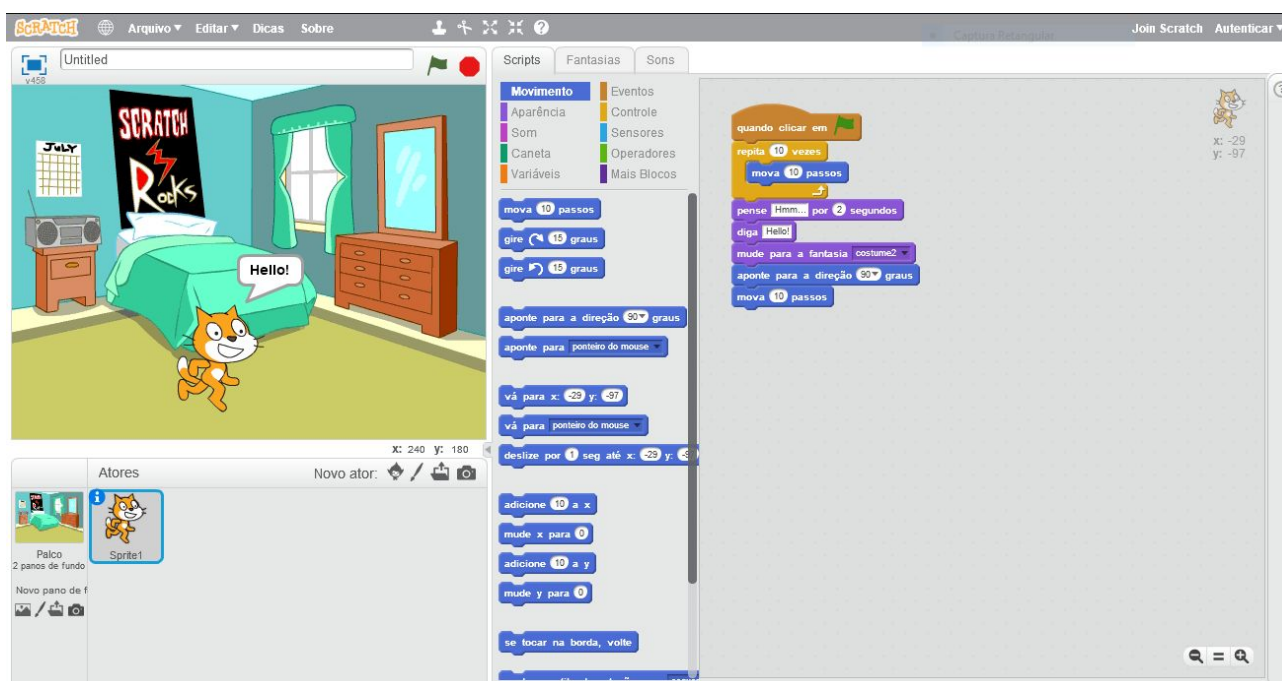 SCRATCH Arquivo Editar Dicas Sobre
Captura Retangular
Join Scratch Autenticar
v458
Untitled
JULY
SCRATCH
Rocks
Hello!
X: 240 Y: 180
Atores
Novo ator:
Palco
2 panos de fundo
Sprite1
Novo pano de f
Scripts Fantasias Sons
Movimento Eventos
Aparência Controle
Som Sensores
Caneta Operadores
Variáveis Mais Blocos
mova 10 passos
gire 15 graus
gire 15 graus
aponte para a direção 90 graus
aponte para ponteiro do mouse
vá para x: -29 y: -97
vá para ponteiro do mouse
deslize por 1 seg até x: -29 y:
adicione 10 a x
mude x para 0
adicione 10 a y
mude y para 0
se tocar na borda, volte
quando clicar em
repita 10 vezes
mova 10 passos
pense Hmm... por 2 segundos
diga Hello!
mude para a fantasia costume2
aponte para a direção 90 graus
mova 10 passos
x: -29
y: -97